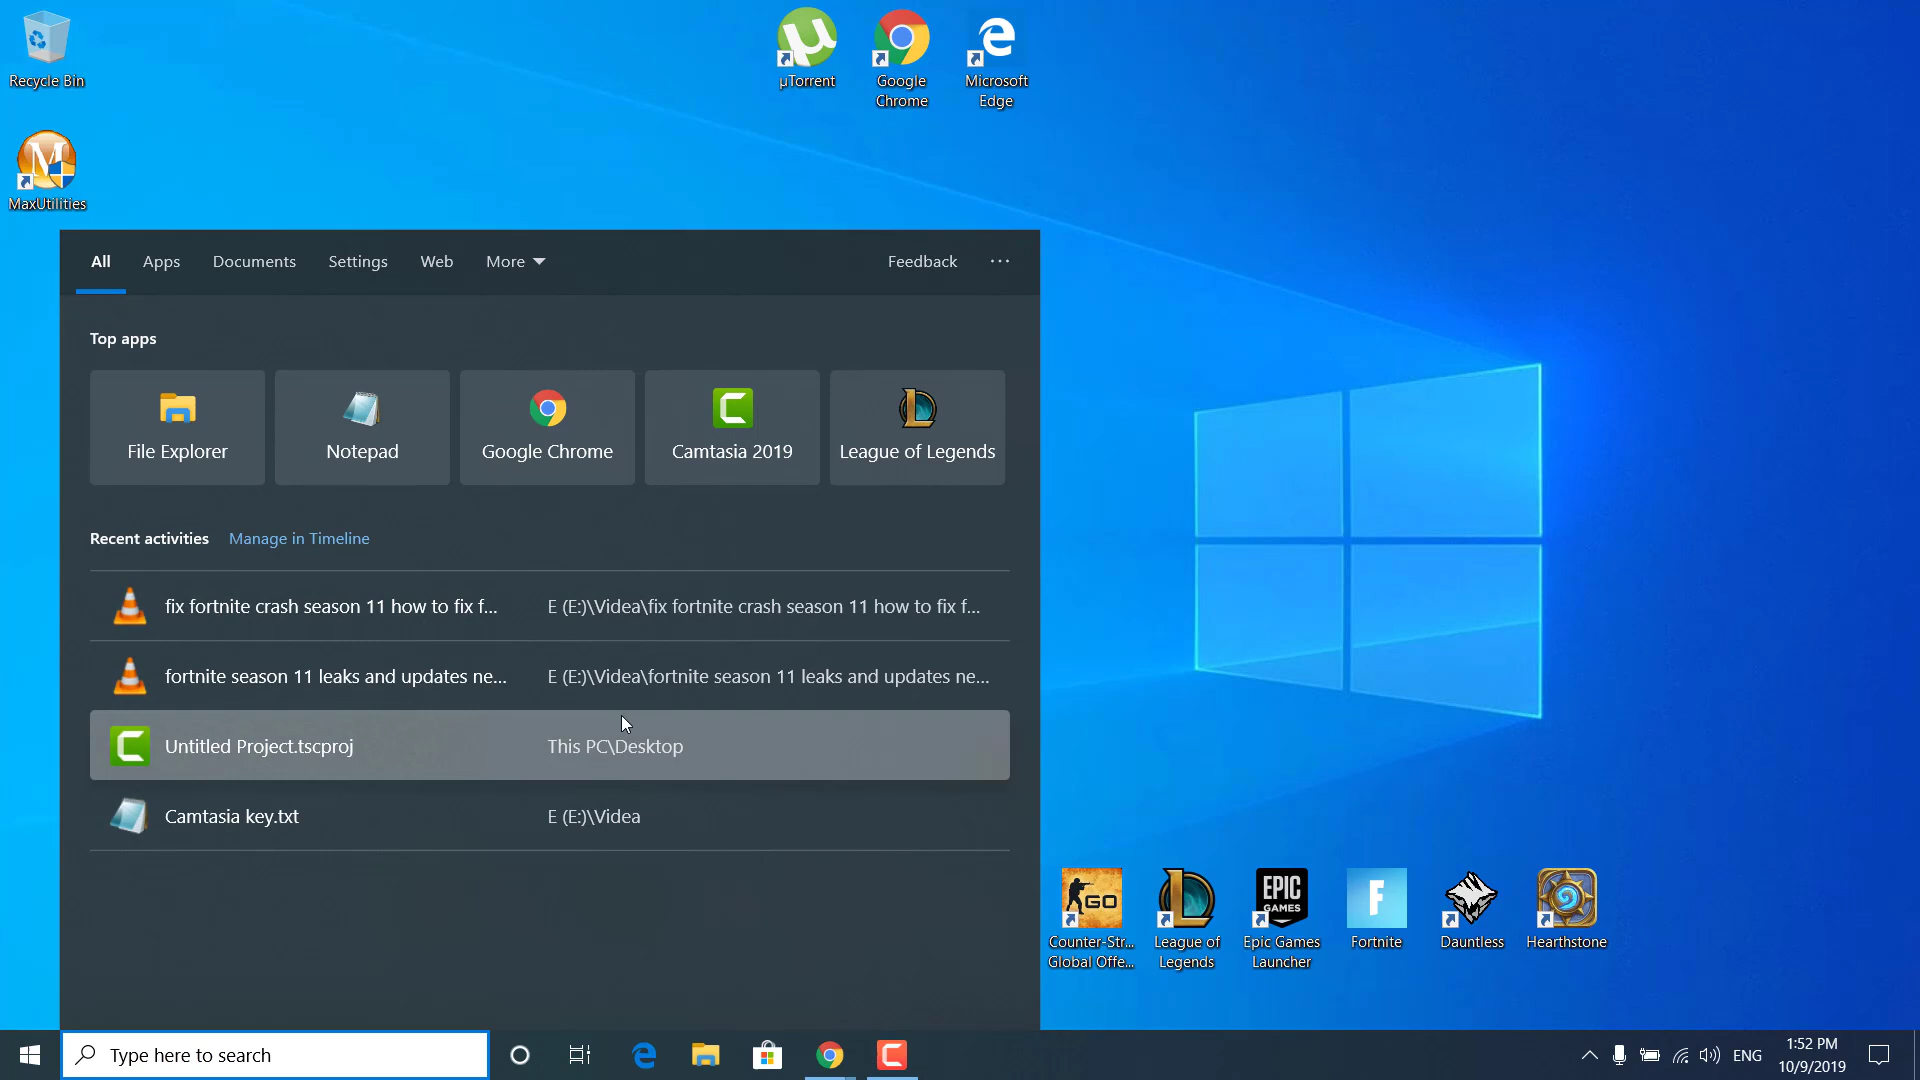 Recycle Bin
µTorrent
Google
Chrome
Microsoft
Edge
MaxUtilities
All
Apps
Documents
Settings
Web
More
Feedback
Top apps
File Explorer
Notepad
Google Chrome
Camtasia 2019
League of Legends
Recent activities
Manage in Timeline
fix fortnite crash season 11 how to fix f...
E (E:)\Videa\fix fortnite crash season 11 how to fix f...
fortnite season 11 leaks and updates ne...
E (E:)\Videa\fortnite season 11 leaks and updates ne...
Untitled Project.tscproj
This PC\Desktop
Camtasia key.txt
E (E:)\Videa
GO
EPIC
GAMES
F
Counter-Str...
Global Offe...
League of
Legends
Epic Games
Launcher
Fortnite
Dauntless
Hearthstone
Type here to search
ENG
1:52 PM
10/9/2019